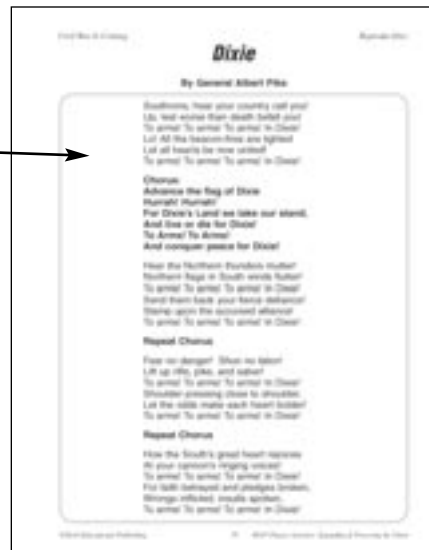 Civil War Is Coming Reproducible
Dixie
By General Albert Pike
Southrons, hear your country call you!
Up, lest worse than death befall you!
To arms! To arms! To arms! In Dixie!
Lo! All the beacon-fires are lighted
Let all hearts be now united!
To arms! To arms! To arms! In Dixie!
Chorus:
Advance the flag of Dixie
Hurrah! Hurrah!
For Dixie's Land we take our stand,
And live or die for Dixie!
To Arms! To Arms!
And conquer peace for Dixie!
Hear the Northern thunders mutter!
Northern flags in South winds flutter!
To arms! To arms! To arms! In Dixie!
Send them back your fierce defiance!
Stamp upon the accursed alliance!
To arms! To arms! To arms! In Dixie!
Repeat Chorus
Fear no danger! Shun no labor!
Lift up rifle, pike, and saber!
To arms! To arms! To arms! In Dixie!
Shoulder pressing close to shoulder,
Let the odds make each heart bolder!
To arms! To arms! To arms! In Dixie!
Repeat Chorus
How the South's great heart rejoices
At your cannon's ringing voices!
To arms! To arms! To arms! In Dixie!
For faith betrayed and pledges broken,
Wrongs inflicted, insults spoken,
To arms! To arms! To arms! In Dixie!